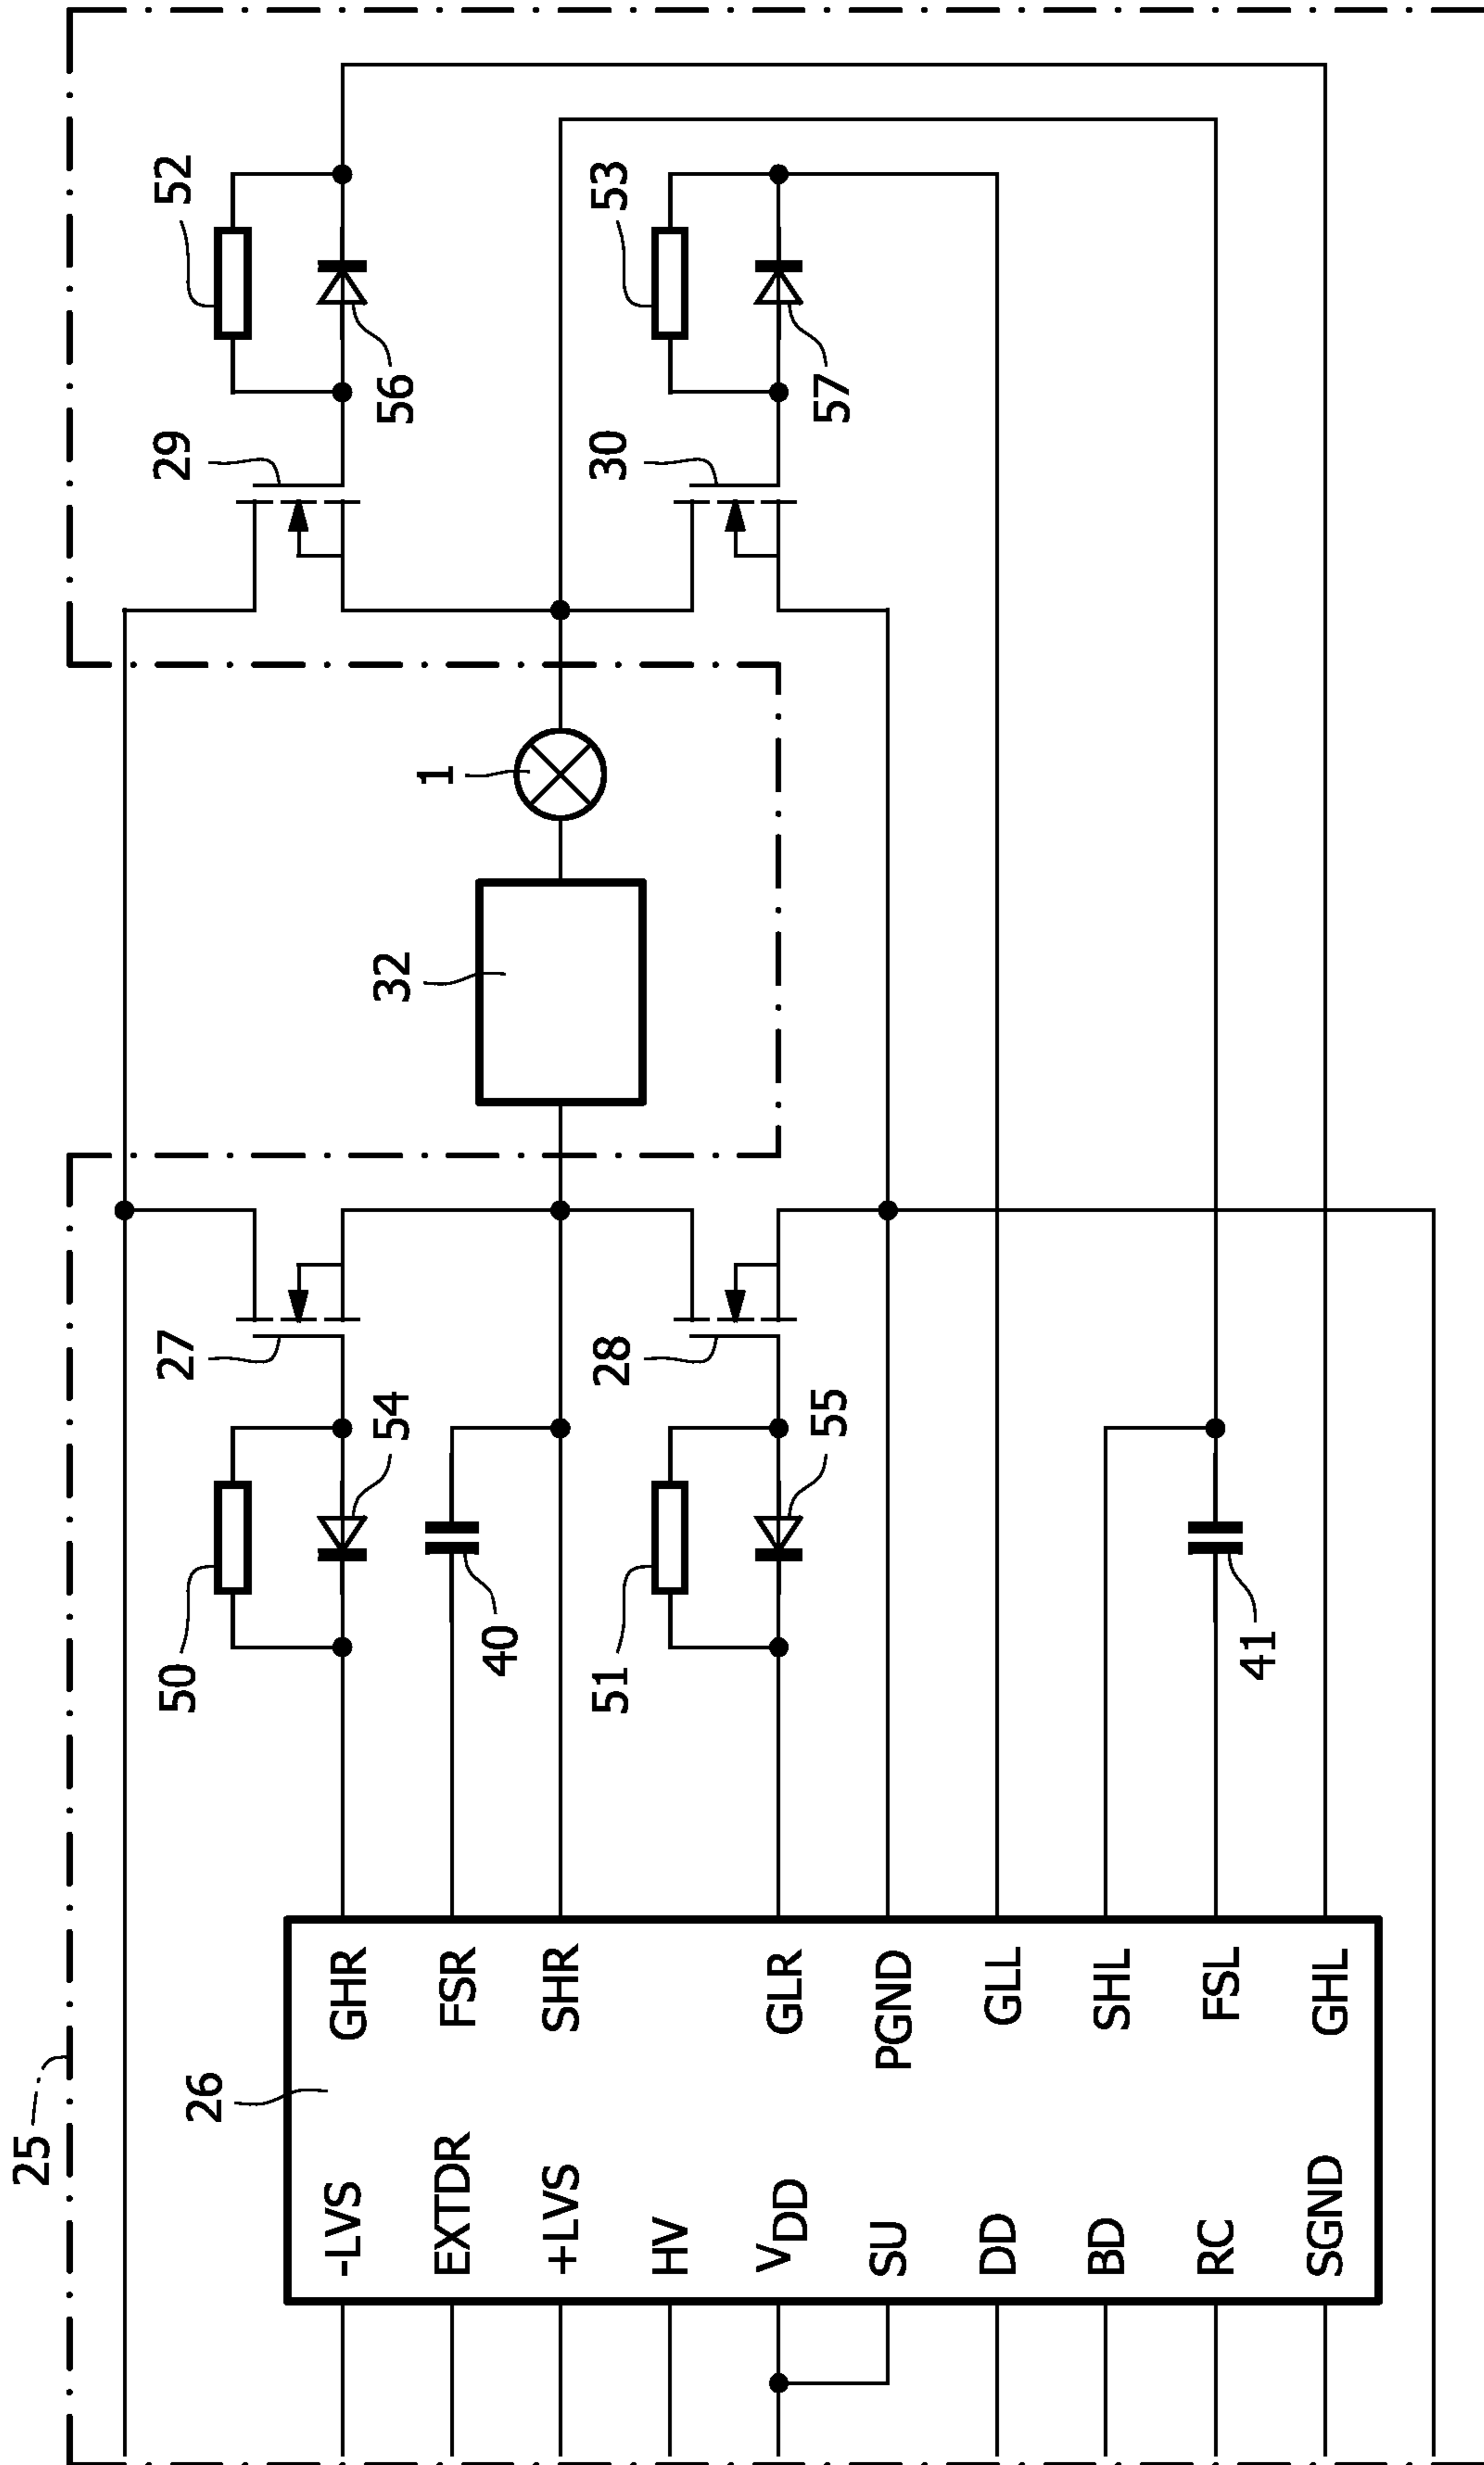 25
26
-LVS
EXTDR
+LVS
HV
VDD
SU
DD
BD
RC
SGND
GHR
FSR
SHR
GLR
PGND
GLL
SHL
FSL
GHL
50
54
40
51
55
41
27
28
32
1
29
30
52
56
53
57